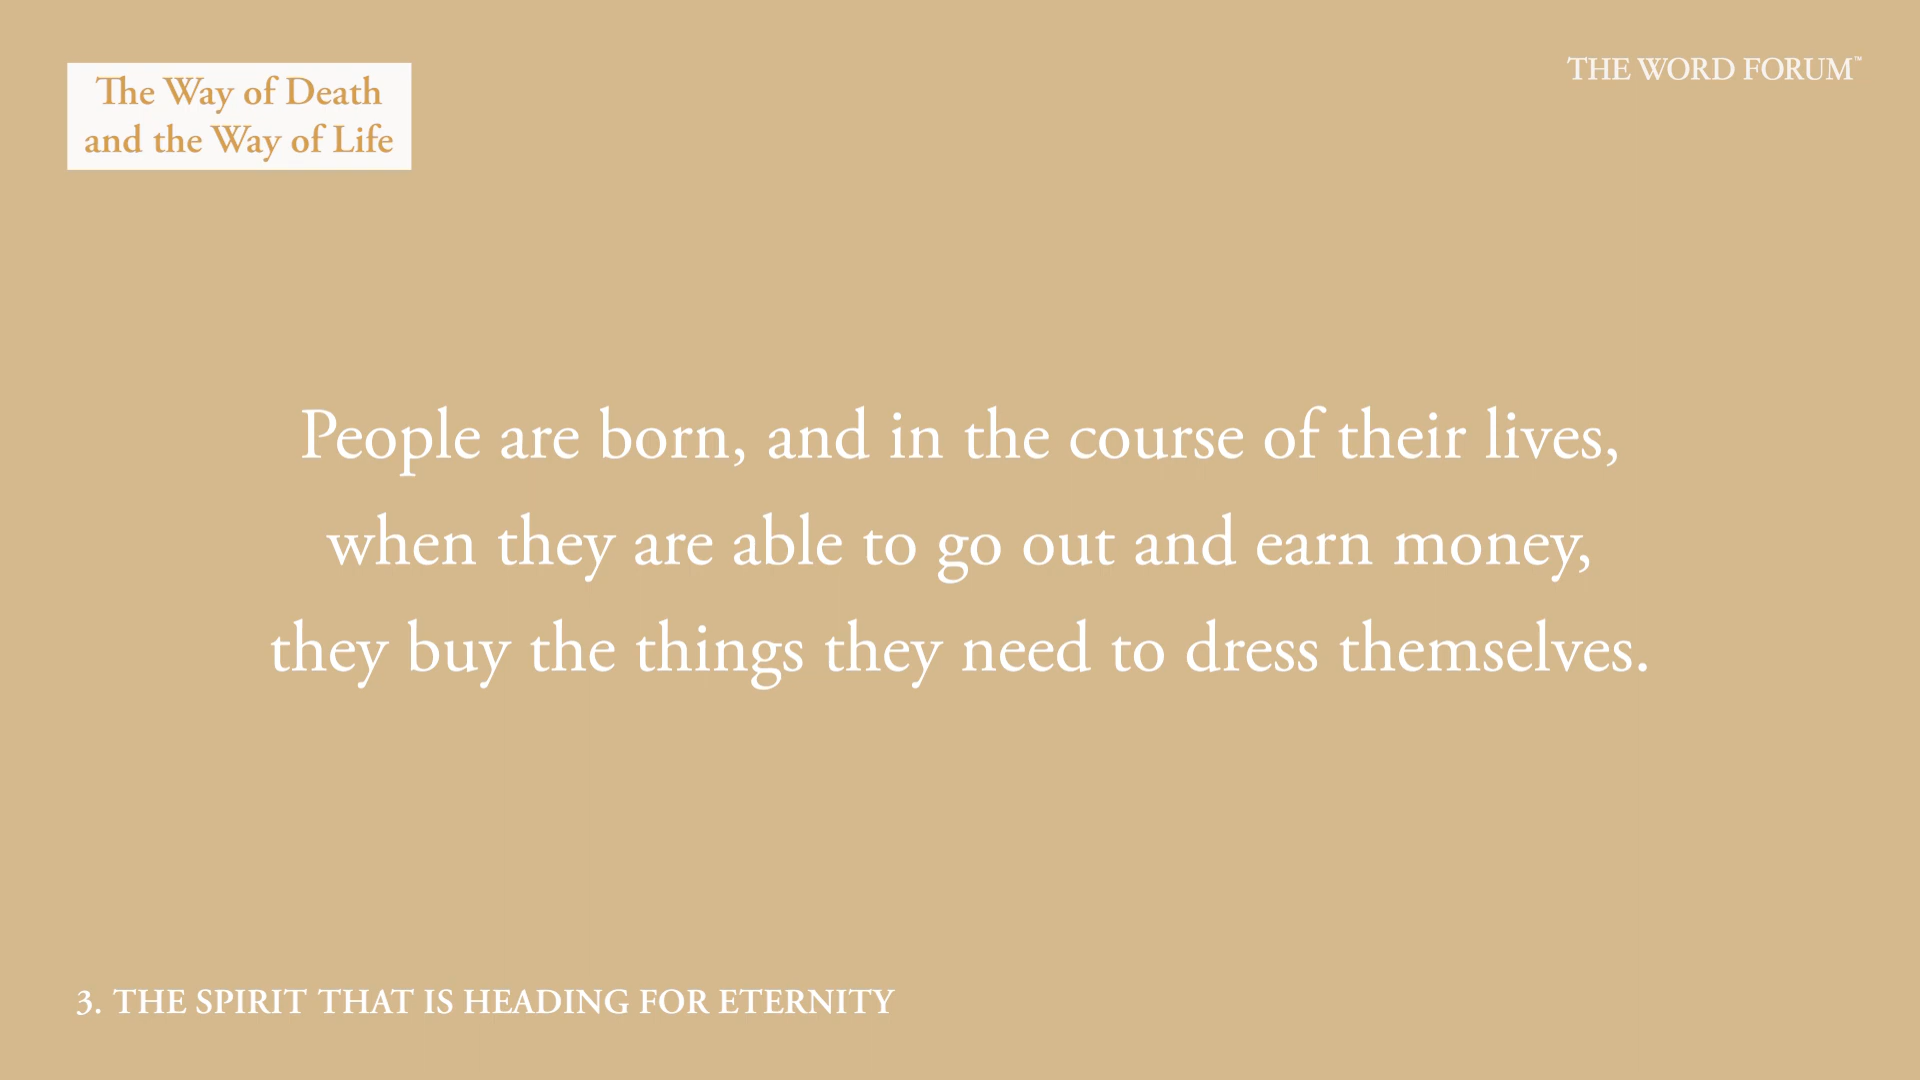 The Way of Death
and the Way of Life
THE WORD FORUM™
People are born, and in the course of their lives,
when they are able to go out and earn money,
they buy the things they need to dress themselves.
3. THE SPIRIT THAT IS HEADING FOR ETERNITY